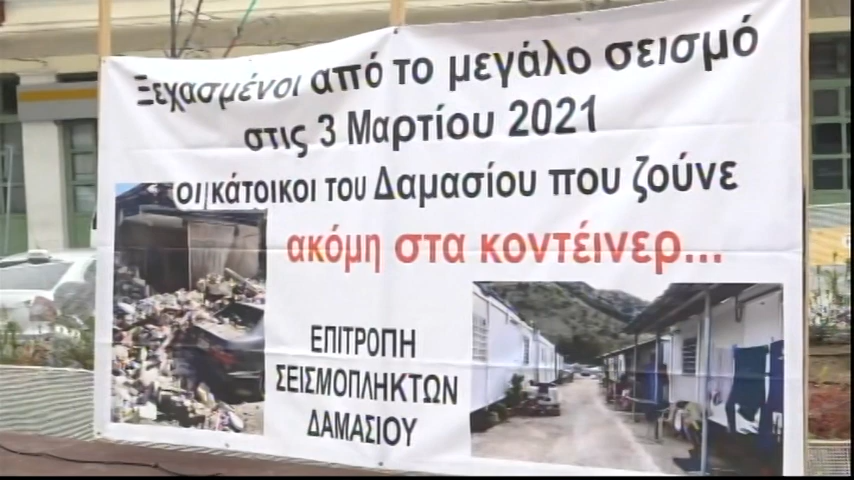 Ξεχασμένοι από το μεγάλο σεισμό
στις 3 Μαρτίου 2021
οι κάτοικοι του Δαμασίου που ζούνε
ακόμη στα κοντέινερ...
ΕΠΙΤΡΟΠΗ
ΣΕΙΣΜΟΠΛΗΚΤΩΝ
ΔΑΜΑΣΙΟΥ